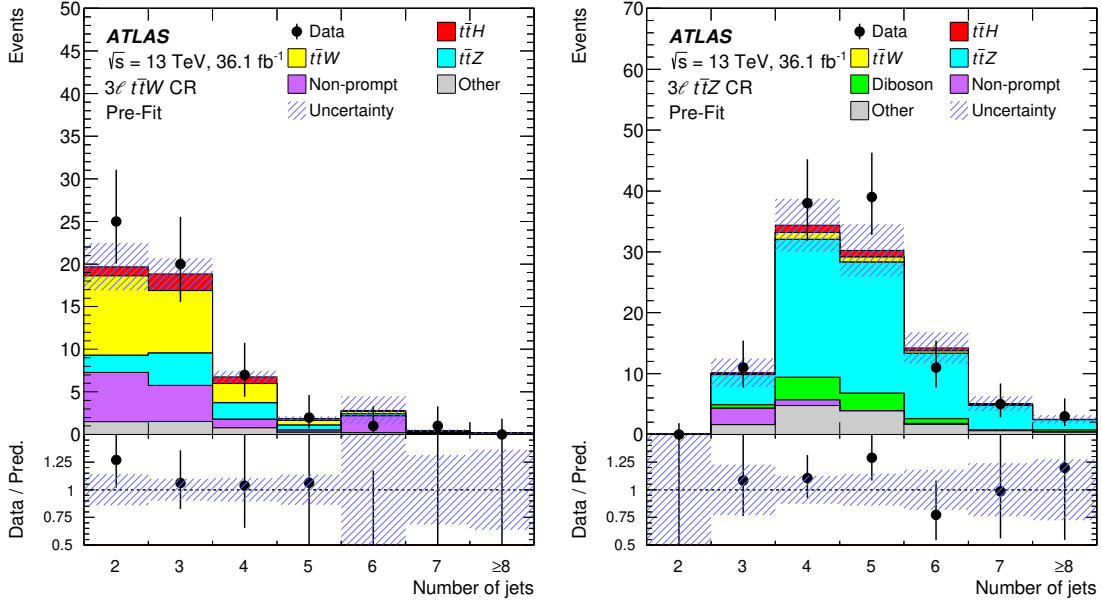 Events
50
45
40
35
30
25
20
15
10
5
0
ATLAS
√s = 13 TeV, 36.1 fb⁻¹
3ℓ tt̄W CR
Pre-Fit
Data
tt̄H
tt̄W
tt̄Z
Non-prompt
Other
Uncertainty
Data / Pred.
1.25
1
0.75
0.5
2 3 4 5 6 7 ≥8
Number of jets
Events
70
60
50
40
30
20
10
0
ATLAS
√s = 13 TeV, 36.1 fb⁻¹
3ℓ tt̄Z CR
Pre-Fit
Data
tt̄H
tt̄W
tt̄Z
Diboson
Non-prompt
Other
Uncertainty
Data / Pred.
1.25
1
0.75
0.5
2 3 4 5 6 7 ≥8
Number of jets